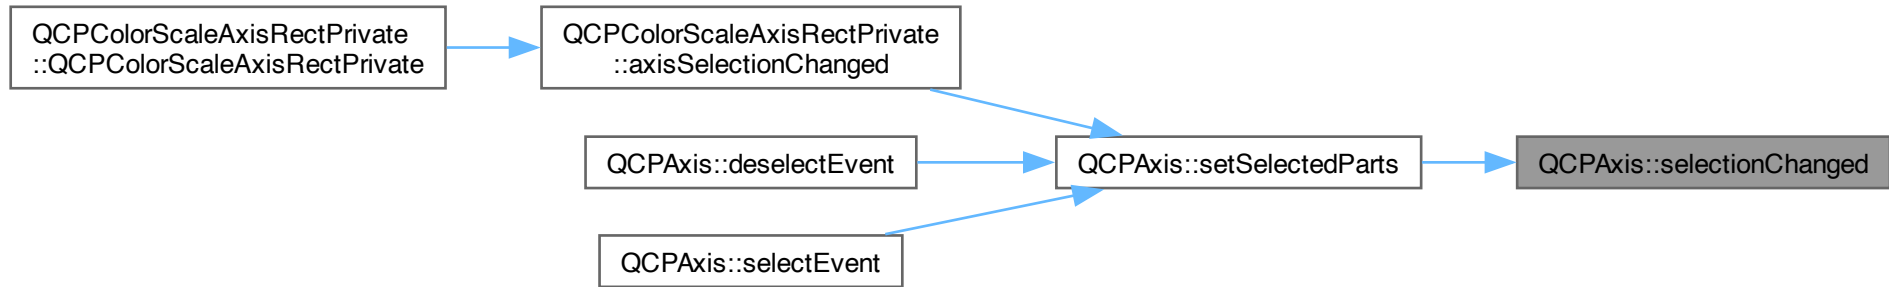 QCPColorScaleAxisRectPrivate
::QCPColorScaleAxisRectPrivate
QCPColorScaleAxisRectPrivate
::axisSelectionChanged
QCPAxis::deselectEvent
QCPAxis::setSelectedParts
QCPAxis::selectionChanged
QCPAxis::selectEvent